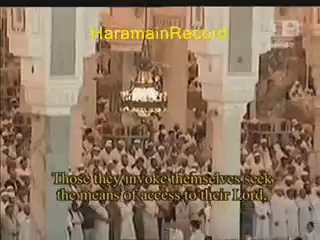 HaramainRecord
Those they invoke themselves seek
the means of access to their Lord,